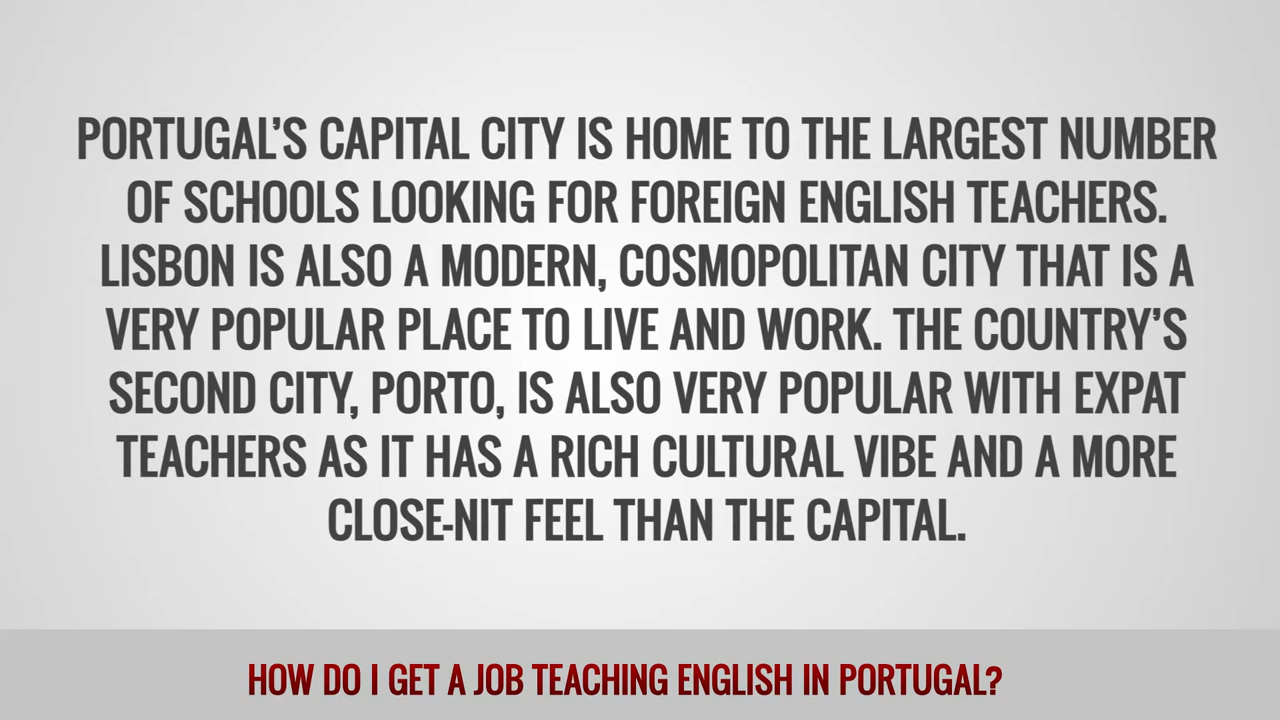 PORTUGAL'S CAPITAL CITY IS HOME TO THE LARGEST NUMBER
OF SCHOOLS LOOKING FOR FOREIGN ENGLISH TEACHERS.
LISBON IS ALSO A MODERN, COSMOPOLITAN CITY THAT IS A
VERY POPULAR PLACE TO LIVE AND WORK. THE COUNTRY'S
SECOND CITY, PORTO, IS ALSO VERY POPULAR WITH EXPAT
TEACHERS AS IT HAS A RICH CULTURAL VIBE AND A MORE
CLOSE-NIT FEEL THAN THE CAPITAL.
HOW DO I GET A JOB TEACHING ENGLISH IN PORTUGAL?